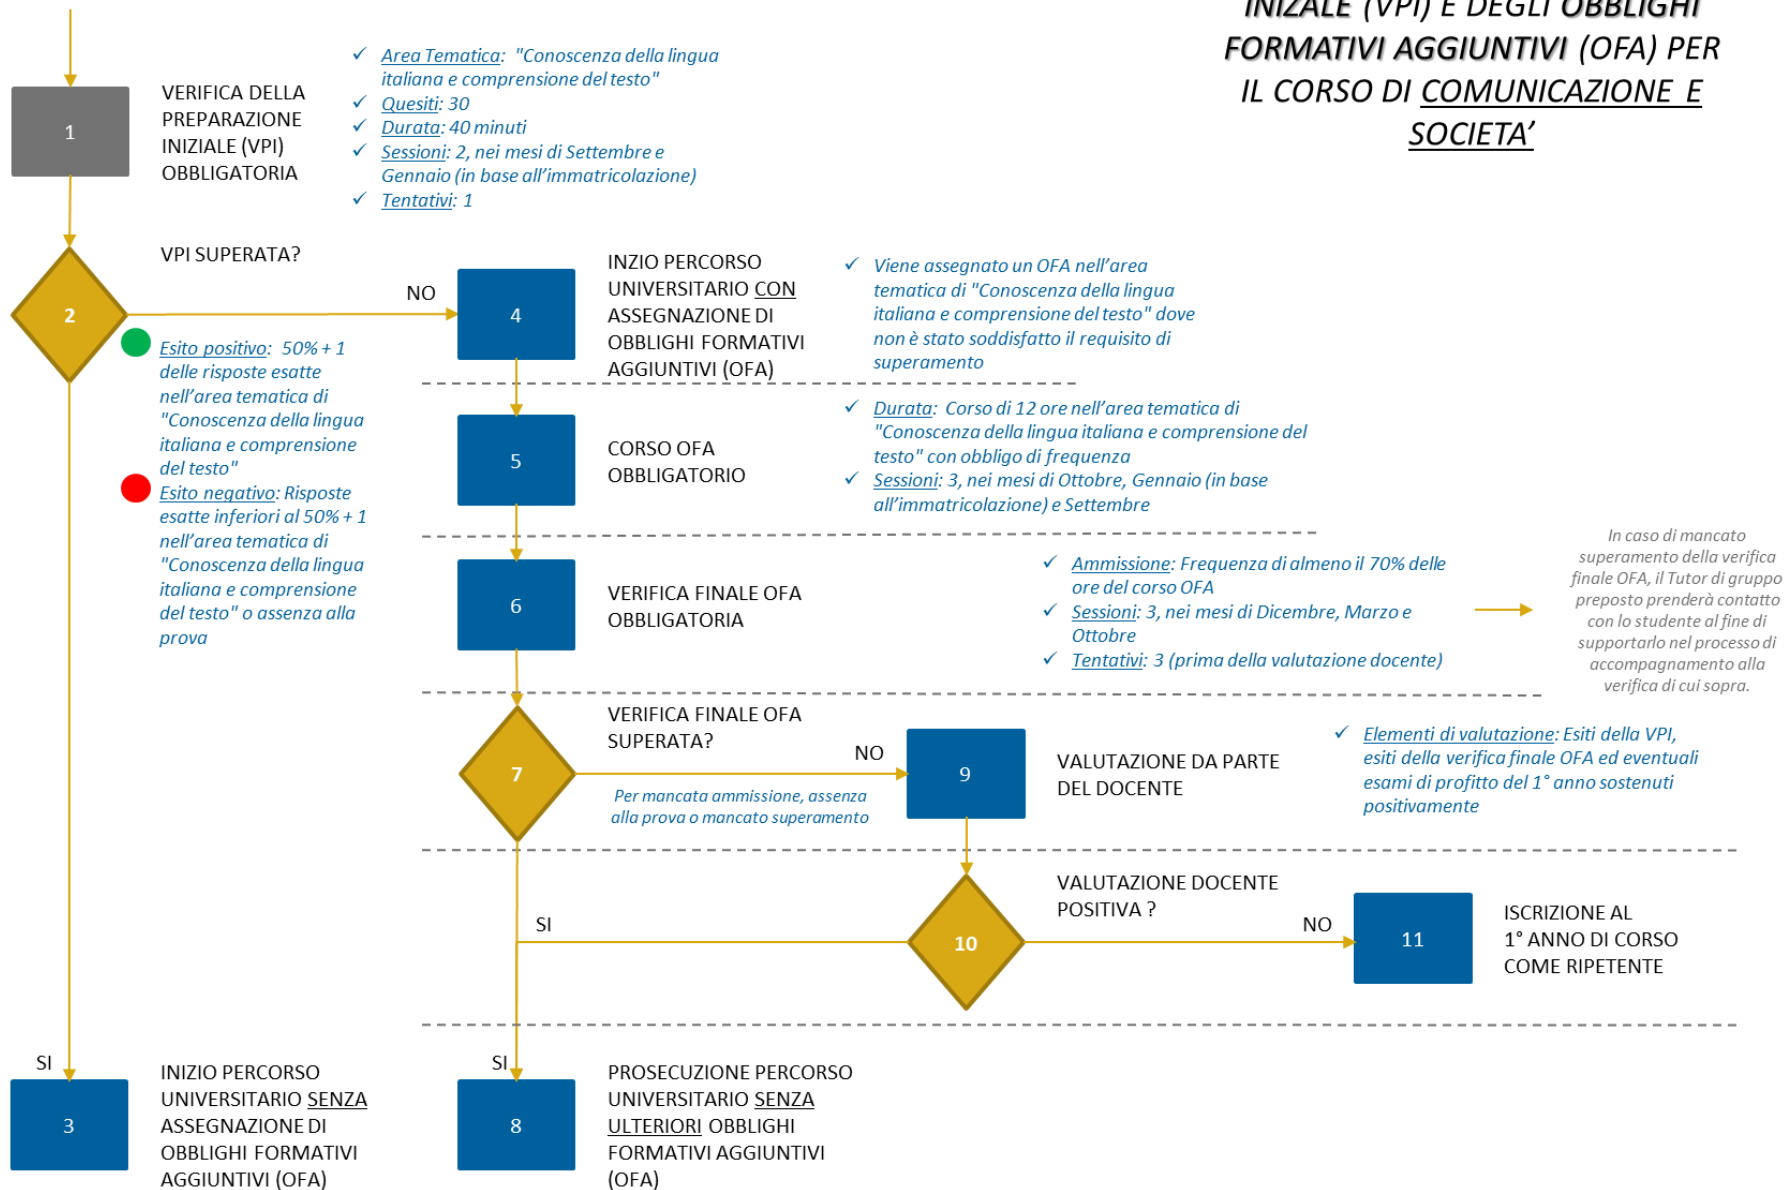 INIZALE (VPI) E DEGLI OBBLIGHI
FORMATIVI AGGIUNTIVI (OFA) PER
IL CORSO DI COMUNICAZIONE E
SOCIETA’
1
VERIFICA DELLA
PREPARAZIONE
INIZIALE (VPI)
OBBLIGATORIA
✓ Area Tematica: "Conoscenza della lingua
italiana e comprensione del testo"
✓ Quesiti: 30
✓ Durata: 40 minuti
✓ Sessioni: 2, nei mesi di Settembre e
Gennaio (in base all’immatricolazione)
✓ Tentativi: 1
VPI SUPERATA?
2
NO
Esito positivo: 50% + 1
delle risposte esatte
nell’area tematica di
"Conoscenza della lingua
italiana e comprensione
del testo"
Esito negativo: Risposte
esatte inferiori al 50% + 1
nell’area tematica di
"Conoscenza della lingua
italiana e comprensione
del testo" o assenza alla
prova
4
INZIO PERCORSO
UNIVERSITARIO CON
ASSEGNAZIONE DI
OBBLIGHI FORMATIVI
AGGIUNTIVI (OFA)
✓ Viene assegnato un OFA nell’area
tematica di "Conoscenza della lingua
italiana e comprensione del testo" dove
non è stato soddisfatto il requisito di
superamento
5
CORSO OFA
OBBLIGATORIO
✓ Durata: Corso di 12 ore nell’area tematica di
"Conoscenza della lingua italiana e comprensione del
testo" con obbligo di frequenza
✓ Sessioni: 3, nei mesi di Ottobre, Gennaio (in base
all’immatricolazione) e Settembre
6
VERIFICA FINALE OFA
OBBLIGATORIA
✓ Ammissione: Frequenza di almeno il 70% delle
ore del corso OFA
✓ Sessioni: 3, nei mesi di Dicembre, Marzo e
Ottobre
✓ Tentativi: 3 (prima della valutazione docente)
In caso di mancato
superamento della verifica
finale OFA, il Tutor di gruppo
preposto prenderà contatto
con lo studente al fine di
supportarlo nel processo di
accompagnamento alla
verifica di cui sopra.
7
VERIFICA FINALE OFA
SUPERATA?
NO
Per mancata ammissione, assenza
alla prova o mancato superamento
9
VALUTAZIONE DA PARTE
DEL DOCENTE
✓ Elementi di valutazione: Esiti della VPI,
esiti della verifica finale OFA ed eventuali
esami di profitto del 1° anno sostenuti
positivamente
10
VALUTAZIONE DOCENTE
POSITIVA ?
SI
NO
11
ISCRIZIONE AL
1° ANNO DI CORSO
COME RIPETENTE
SI
3
INIZIO PERCORSO
UNIVERSITARIO SENZA
ASSEGNAZIONE DI
OBBLIGHI FORMATIVI
AGGIUNTIVI (OFA)
SI
8
PROSECUZIONE PERCORSO
UNIVERSITARIO SENZA
ULTERIORI OBBLIGHI
FORMATIVI AGGIUNTIVI
(OFA)